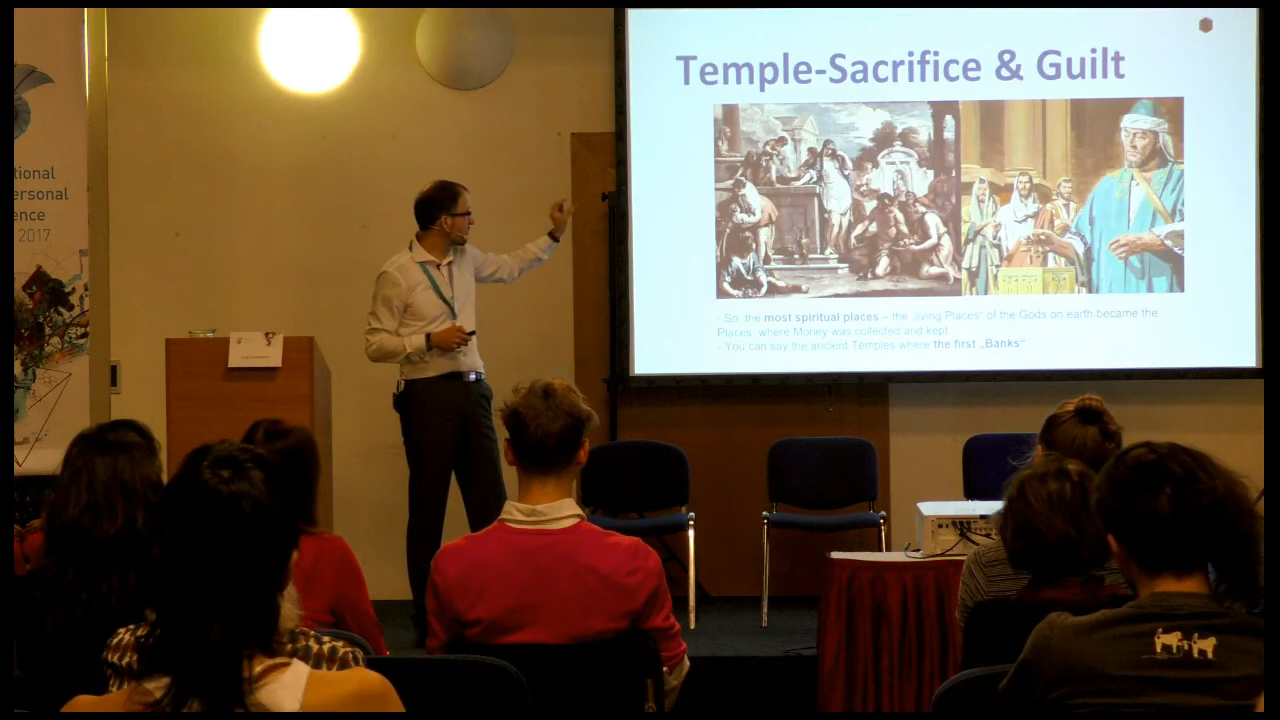 tional
ersonal
ence
2017
Temple-Sacrifice & Guilt
- So, the most spiritual places – the „living Places" of the Gods on earth became the
Places, where Money was collected and kept
- You can say the ancient Temples where the first „Banks"